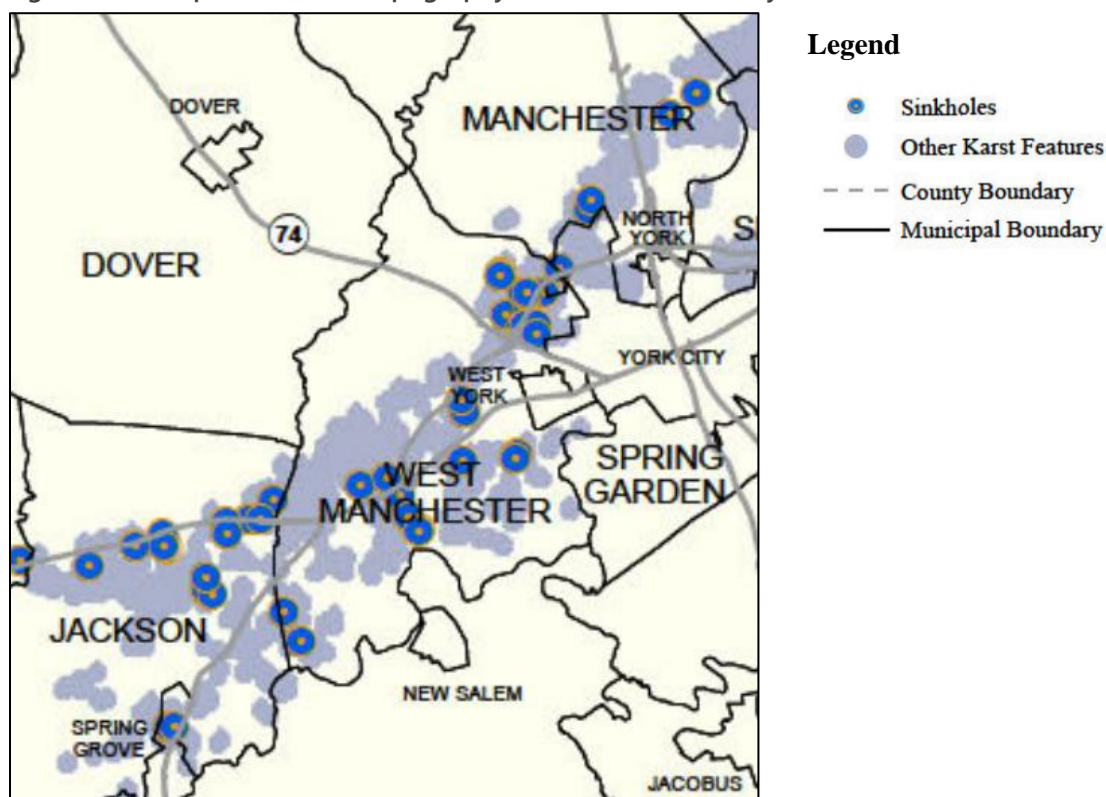 Legend
Sinkholes
Other Karst Features
County Boundary
Municipal Boundary
DOVER
MANCHESTER
74
NORTH
YORK
DOVER
YORK CITY
WEST
YORK
SPRING
GARDEN
WEST
MANCHESTER
JACKSON
NEW SALEM
SPRING
GROVE
JACOBUS